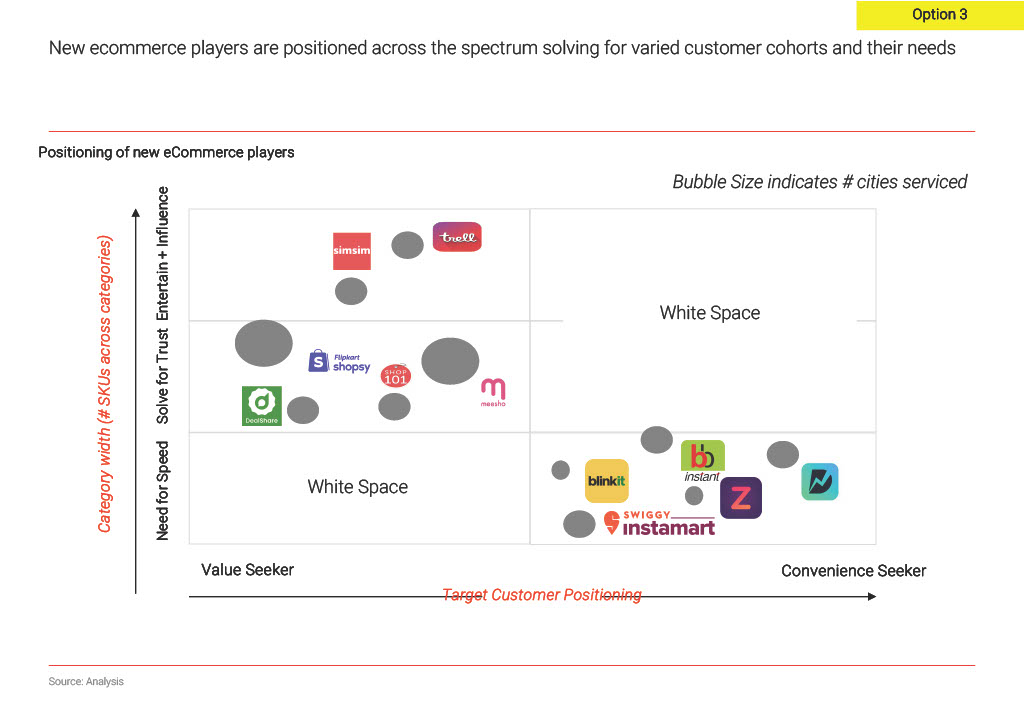 Option 3
New ecommerce players are positioned across the spectrum solving for varied customer cohorts and their needs
Positioning of new eCommerce players
Bubble Size indicates # cities serviced
Category width (# SKUs across categories)
Entertain + Influence
Solve for Trust
Need for Speed
simsim
trell
White Space
S
Flipkart
shopsy
SHOP
101
meesho
DealShare
White Space
bb
instant
blinkit
Z
SWIGGY
instamart
Value Seeker
Convenience Seeker
Target Customer Positioning
Source: Analysis